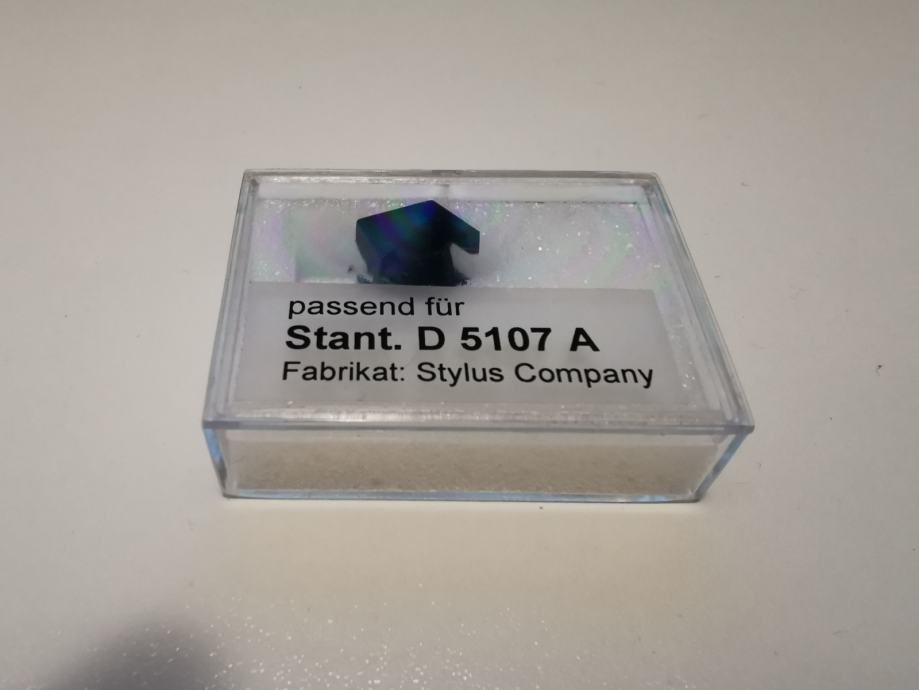 passend für
Stant. D 5107 A
Fabrikat: Stylus Company